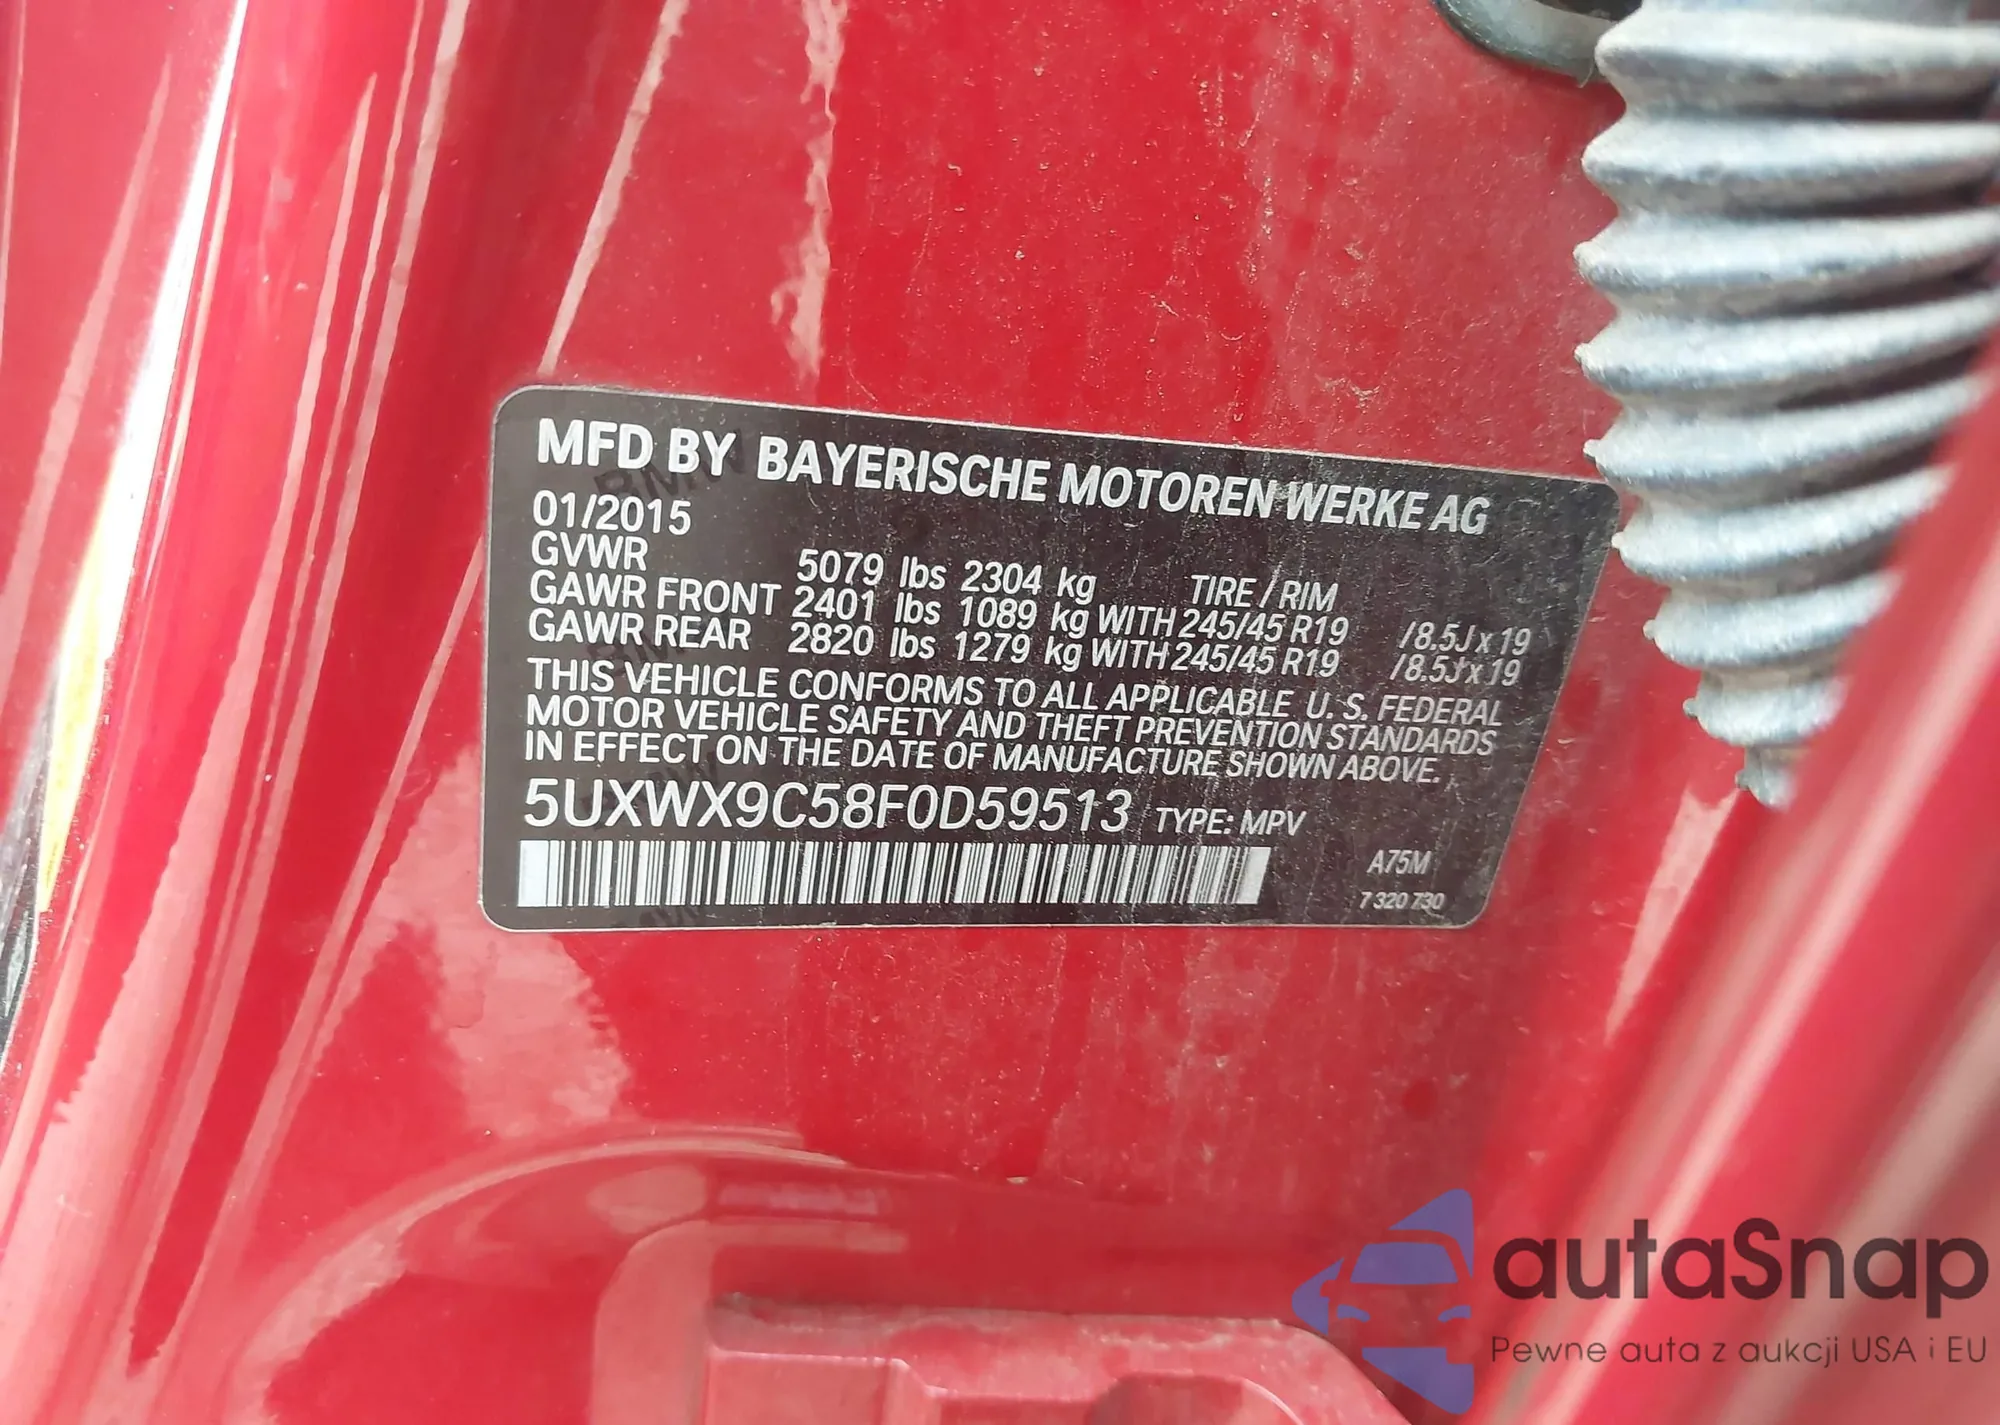 MFD BY BAYERISCHE MOTOREN WERKE AG
01/2015
GVWR 5079 lbs 2304 kg TIRE / RIM
GAWR FRONT 2401 lbs 1089 kg WITH 245/45 R19 /8.5J x 19
GAWR REAR 2820 lbs 1279 kg WITH 245/45 R19 /8.5J x 19
THIS VEHICLE CONFORMS TO ALL APPLICABLE U. S. FEDERAL
MOTOR VEHICLE SAFETY AND THEFT PREVENTION STANDARDS
IN EFFECT ON THE DATE OF MANUFACTURE SHOWN ABOVE.
5UXWX9C58F0D59513 TYPE: MPV
A75M
7 320 730
autaSnap
Pewne auta z aukcji USA i EU